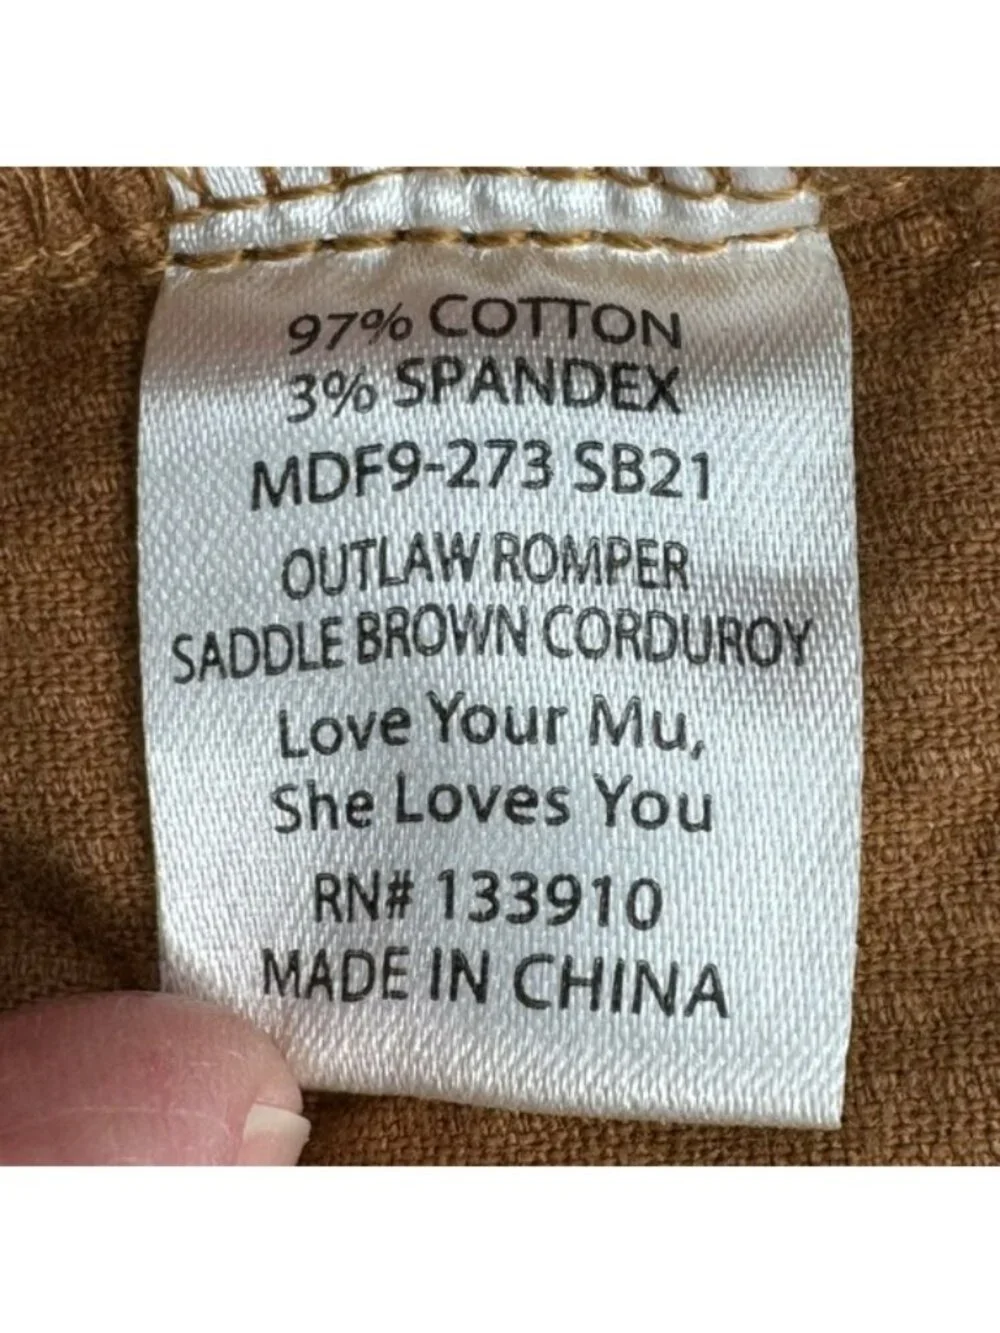 97% COTTON
3% SPANDEX
MDF9-273 SB21
OUTLAW ROMPER
SADDLE BROWN CORDUROY
Love Your Mu,
She Loves You
RN# 133910
MADE IN CHINA